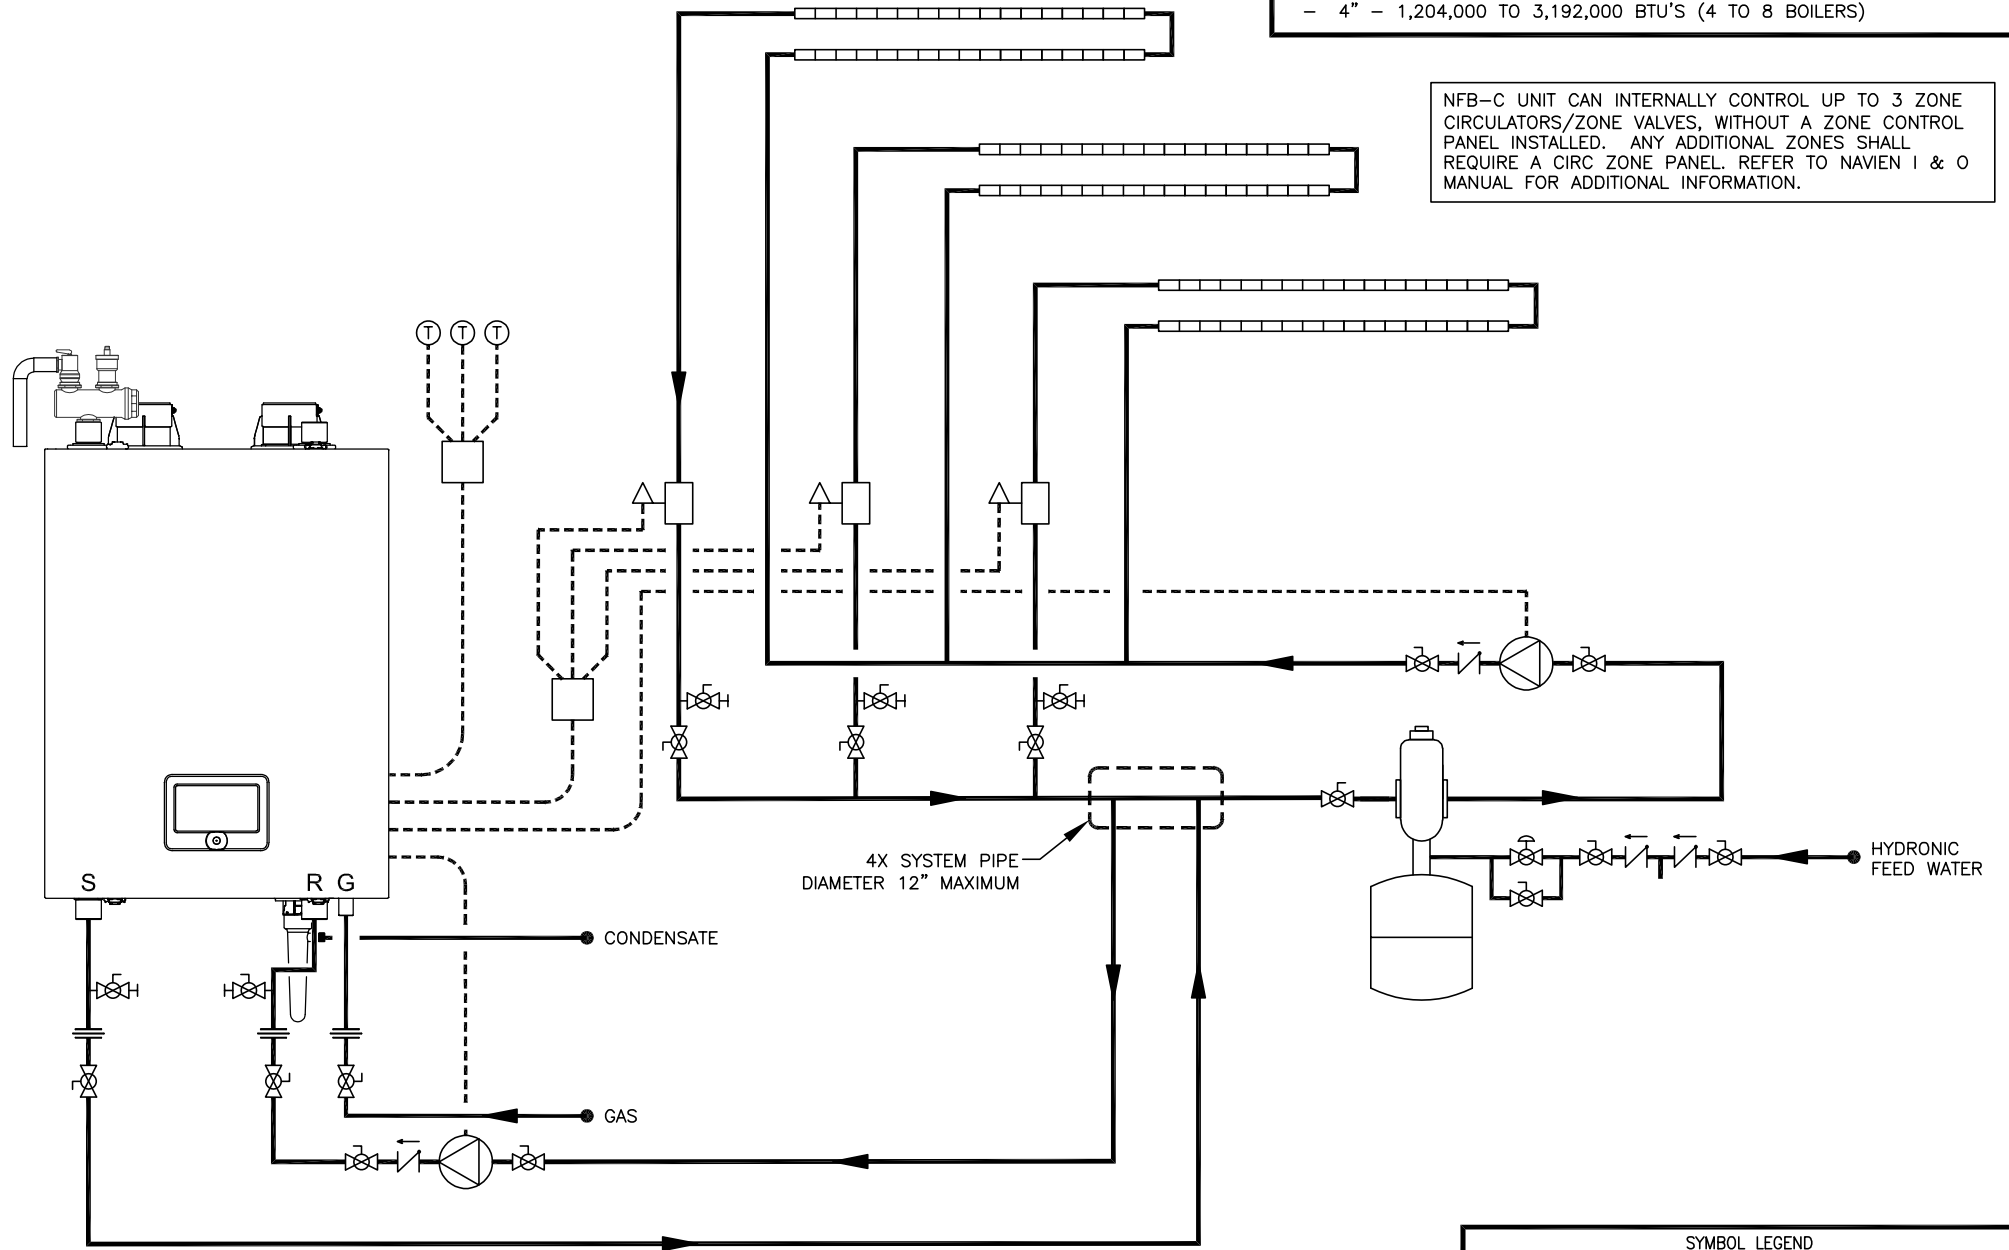 - 4" - 1,204,000 TO 3,192,000 BTU'S (4 TO 8 BOILERS)
NFB-C UNIT CAN INTERNALLY CONTROL UP TO 3 ZONE
CIRCULATORS/ZONE VALVES, WITHOUT A ZONE CONTROL
PANEL INSTALLED. ANY ADDITIONAL ZONES SHALL
REQUIRE A CIRC ZONE PANEL. REFER TO NAVIEN I & O
MANUAL FOR ADDITIONAL INFORMATION.
T T T
4X SYSTEM PIPE
DIAMETER 12" MAXIMUM
HYDRONIC
FEED WATER
S R G
CONDENSATE
GAS
SYMBOL LEGEND